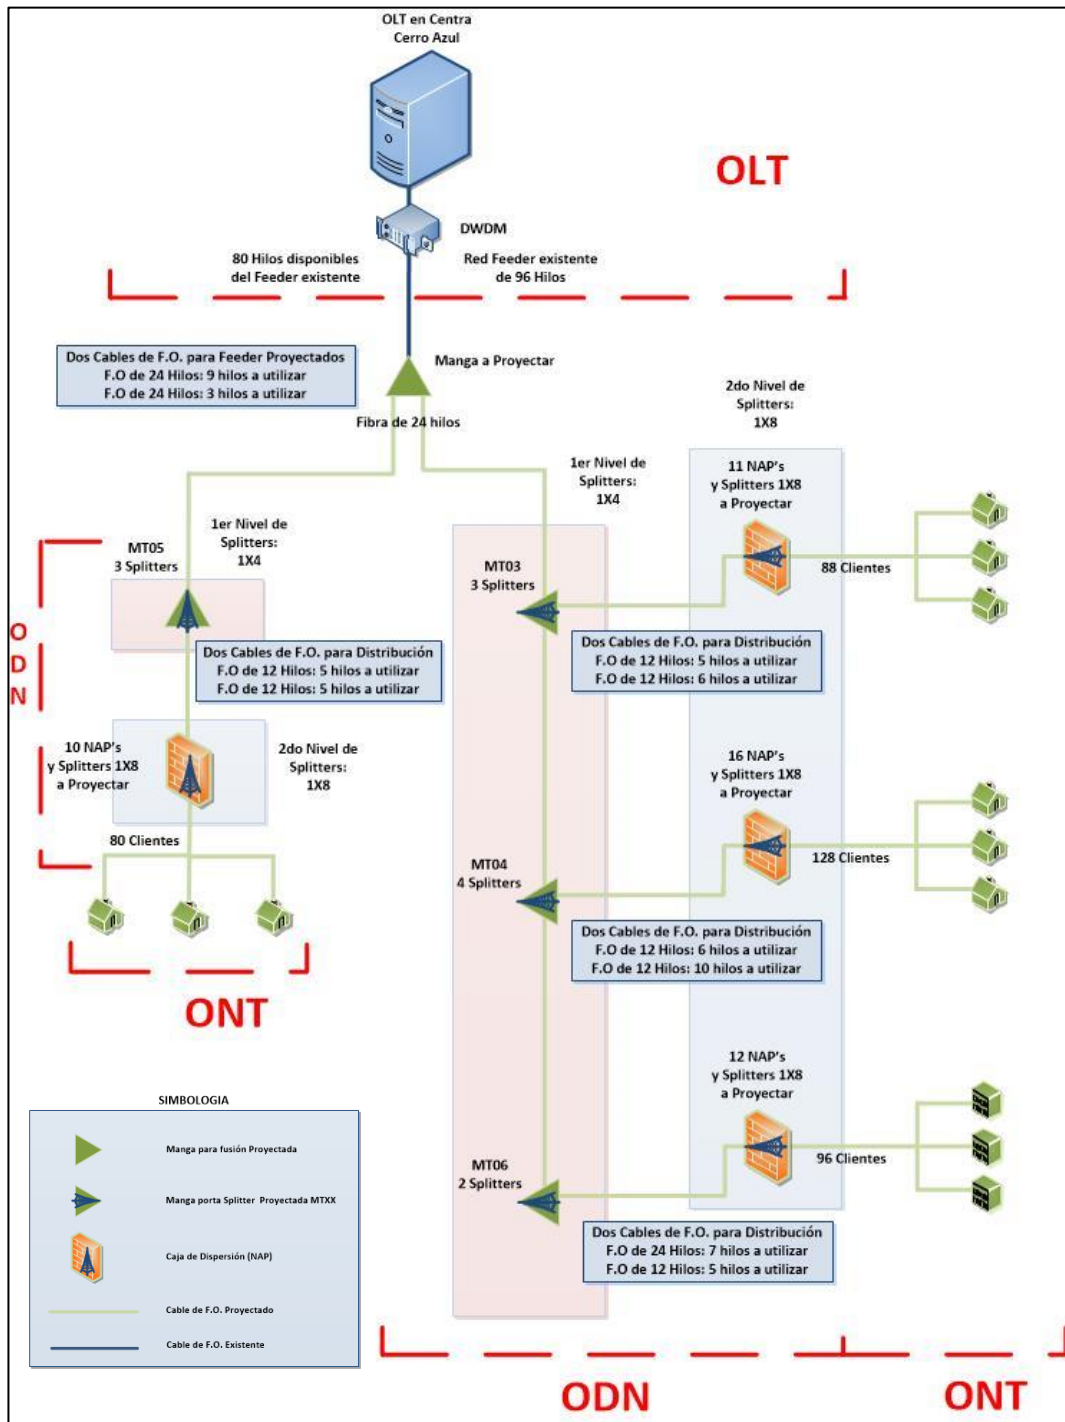 OLT en Centra
Cerro Azul
OLT
DWDM
80 Hilos disponibles
del Feeder existente
Red Feeder existente
de 96 Hilos
Dos Cables de F.O. para Feeder Proyectados
F.O de 24 Hilos: 9 hilos a utilizar
F.O de 24 Hilos: 3 hilos a utilizar
Manga a Proyectar
Fibra de 24 hilos
2do Nivel de
Splitters:
1X8
1er Nivel de
Splitters:
1X4
11 NAP's
y Splitters 1X8
a Proyectar
1er Nivel de
Splitters:
1X4
MT05
3 Splitters
MT03
3 Splitters
88 Clientes
O
D
N
Dos Cables de F.O. para Distribución
F.O de 12 Hilos: 5 hilos a utilizar
F.O de 12 Hilos: 5 hilos a utilizar
Dos Cables de F.O. para Distribución
F.O de 12 Hilos: 5 hilos a utilizar
F.O de 12 Hilos: 6 hilos a utilizar
10 NAP's
y Splitters 1X8
a Proyectar
2do Nivel de
Splitters:
1X8
16 NAP's
y Splitters 1X8
a Proyectar
80 Clientes
MT04
4 Splitters
128 Clientes
Dos Cables de F.O. para Distribución
F.O de 12 Hilos: 6 hilos a utilizar
F.O de 12 Hilos: 10 hilos a utilizar
ONT
12 NAP's
y Splitters 1X8
a Proyectar
MT06
2 Splitters
96 Clientes
Dos Cables de F.O. para Distribución
F.O de 24 Hilos: 7 hilos a utilizar
F.O de 12 Hilos: 5 hilos a utilizar
SIMBOLOGIA
Manga para fusión Proyectada
Manga porta Splitter Proyectada MTXX
Caja de Dispersión (NAP)
Cable de F.O. Proyectado
Cable de F.O. Existente
ODN
ONT